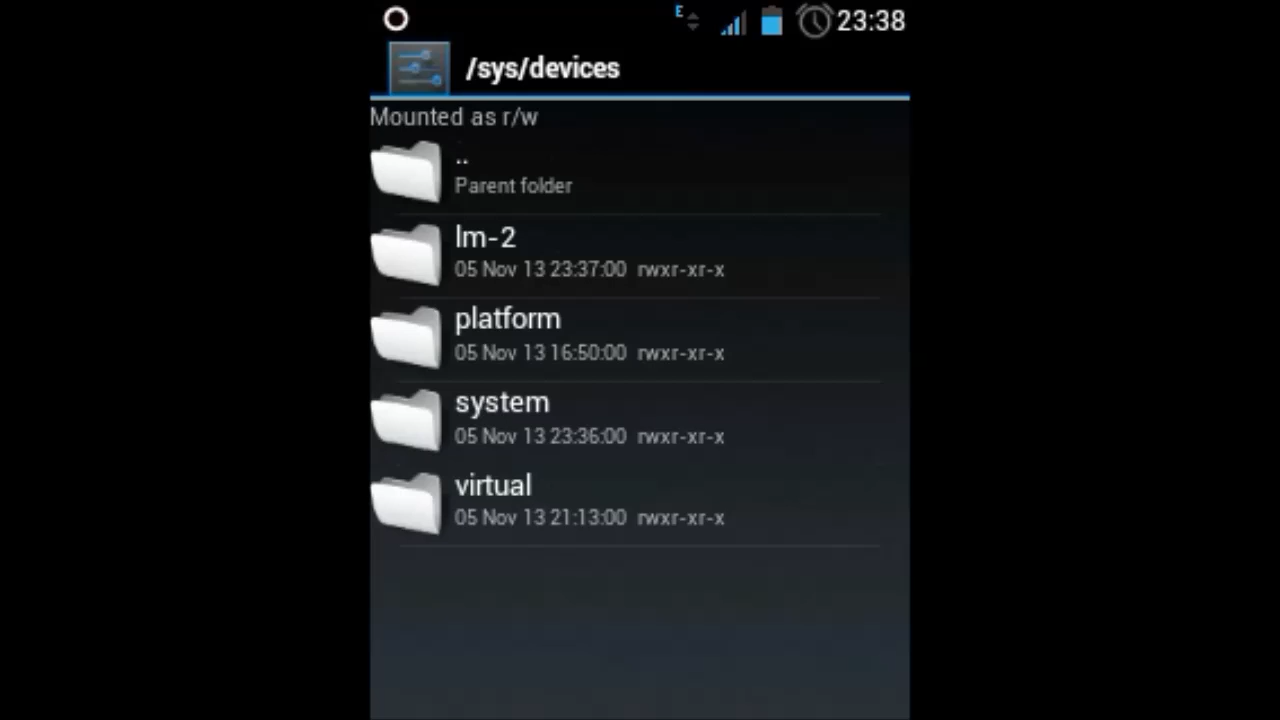 E 23:38
/sys/devices
Mounted as r/w
..
Parent folder
lm-2
05 Nov 13 23:37:00 rwxr-xr-x
platform
05 Nov 13 16:50:00 rwxr-xr-x
system
05 Nov 13 23:36:00 rwxr-xr-x
virtual
05 Nov 13 21:13:00 rwxr-xr-x